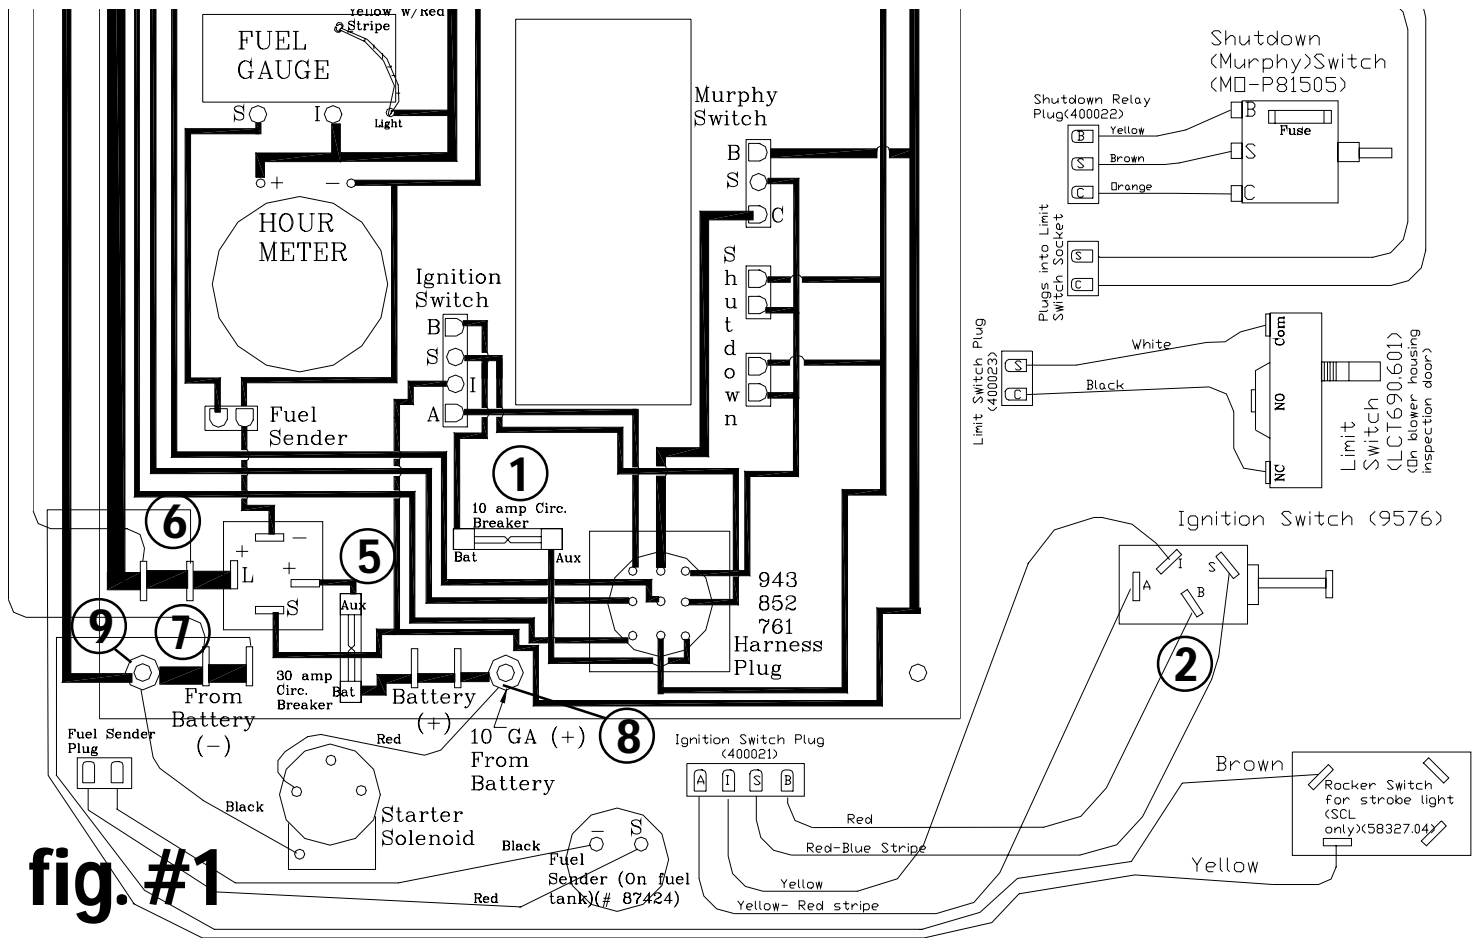 Yellow w/Red
Stripe
FUEL
GAUGE
S
I
Light
+
-
HOUR
METER
Ignition
Switch
B
S
I
A
Fuel
Sender
Murphy
Switch
B
S
C
S
h
u
t
d
o
w
n
Shutdown
(Murphy)Switch
(MO-P81505)
Shutdown Relay
Plug(400022)
B
Yellow
S
Brown
C
Orange
B
S
C
Fuse
Plugs into Limit
Switch Socket
S
C
Limit Switch Plug
(400023)
S
C
White
Black
Com
NO
NC
Limit
Switch
(LCT690.601)
(On blower housing
inspection door)
1
10 amp Circ.
Breaker
Bat
Aux
6
+
L
-
+
S
5
Aux
9
7
30 amp
Circ.
Breaker
Bat
From
Battery
(-)
Battery
(+)
943
852
761
Harness
Plug
8
10 GA (+)
From
Battery
Ignition Switch (9576)
A
I
B
S
2
Fuel Sender
Plug
Red
Black
Starter
Solenoid
Ignition Switch Plug
(400021)
A
I
S
B
Red
Red-Blue Stripe
Yellow
Yellow- Red stripe
Black
Red
-
S
Fuel
Sender (On fuel
tank)(# 87424)
Brown
Rocker Switch
for strobe light
(SCL
only)(58327.04)
Yellow
fig. #1